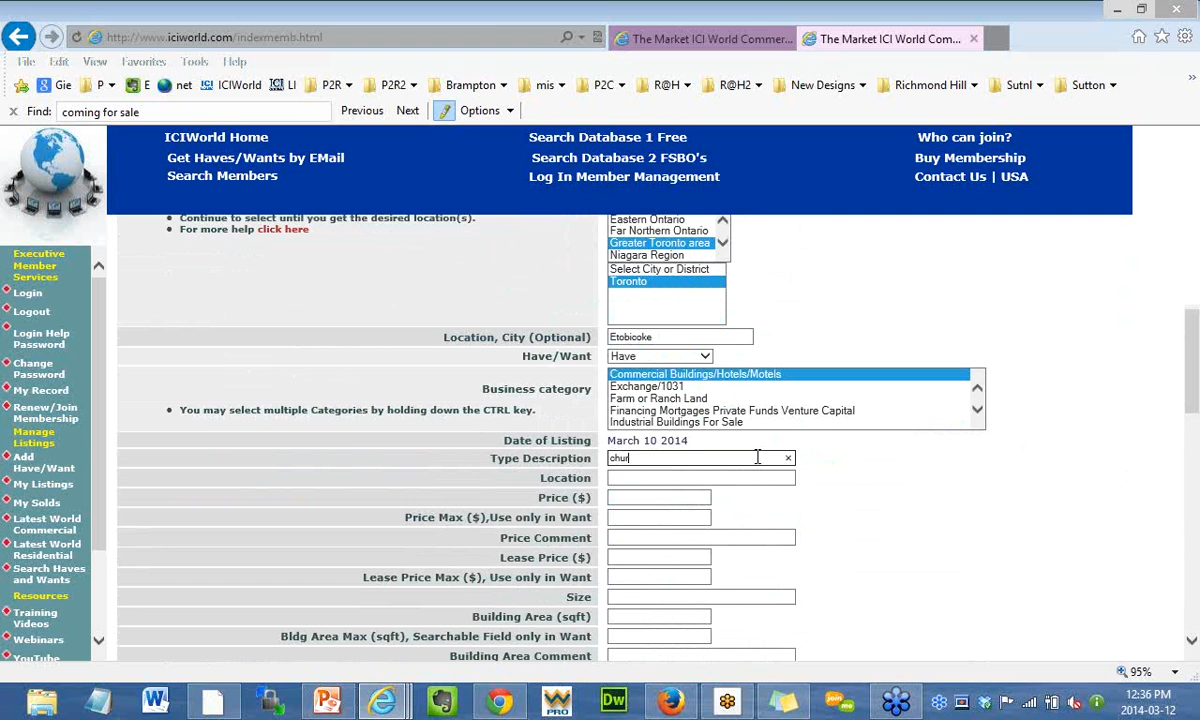 http://www.iciworld.com/indexmemb.html
The Market ICI World Commer...
The Market ICI World Com...
File Edit View Favorites Tools Help
Gie P E net ICIWorld LI P2R P2R2 Brampton mis P2C R@H R@H2 New Designs Richmond Hill Sutnl Sutton
Find: coming for sale Previous Next Options
ICIWorld Home Search Database 1 Free Who can join?
Get Haves/Wants by EMail Search Database 2 FSBO's Buy Membership
Search Members Log In Member Management Contact Us | USA
Executive
Member
Services
Login
Logout
Login Help
Password
Change
Password
My Record
Renew/Join
Membership
Manage
Listings
Add
Have/Want
My Listings
My Solds
Latest World
Commercial
Latest World
Residential
Search Haves
and Wants
Resources
Training
Videos
Webinars
YouTube
Continue to select until you get the desired location(s).
For more help click here
Eastern Ontario
Far Northern Ontario
Greater Toronto area
Niagara Region
Select City or District
Toronto
Location, City (Optional) Etobicoke
Have/Want Have
Business category
You may select multiple Categories by holding down the CTRL key.
Commercial Buildings/Hotels/Motels
Exchange/1031
Farm or Ranch Land
Financing Mortgages Private Funds Venture Capital
Industrial Buildings For Sale
Date of Listing March 10 2014
Type Description chur
Location
Price ($)
Price Max ($),Use only in Want
Price Comment
Lease Price ($)
Lease Price Max ($), Use only in Want
Size
Building Area (sqft)
Bldg Area Max (sqft), Searchable Field only in Want
Building Area Comment
95%
12:36 PM
2014-03-12